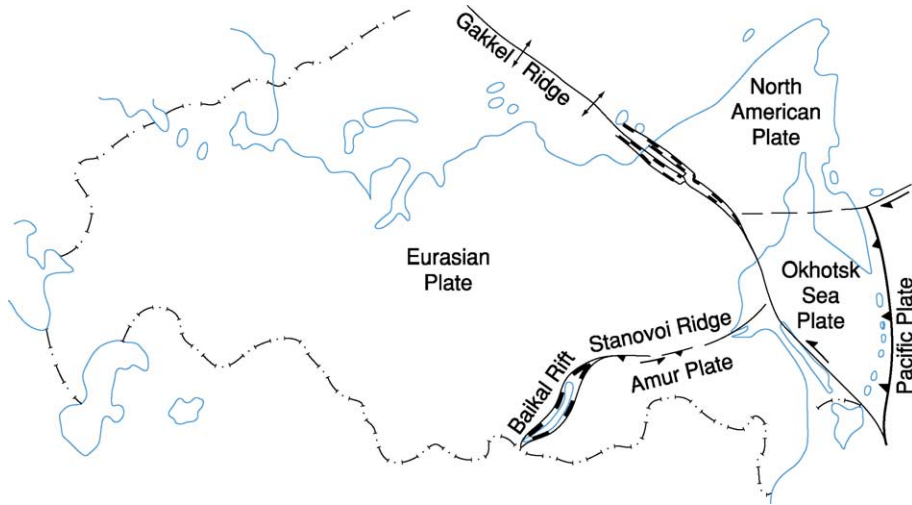 Gakkel Ridge
North
American
Plate
Eurasian
Plate
Okhotsk
Sea
Plate
Pacific Plate
Stanovoi Ridge
Amur Plate
Baikal Rift